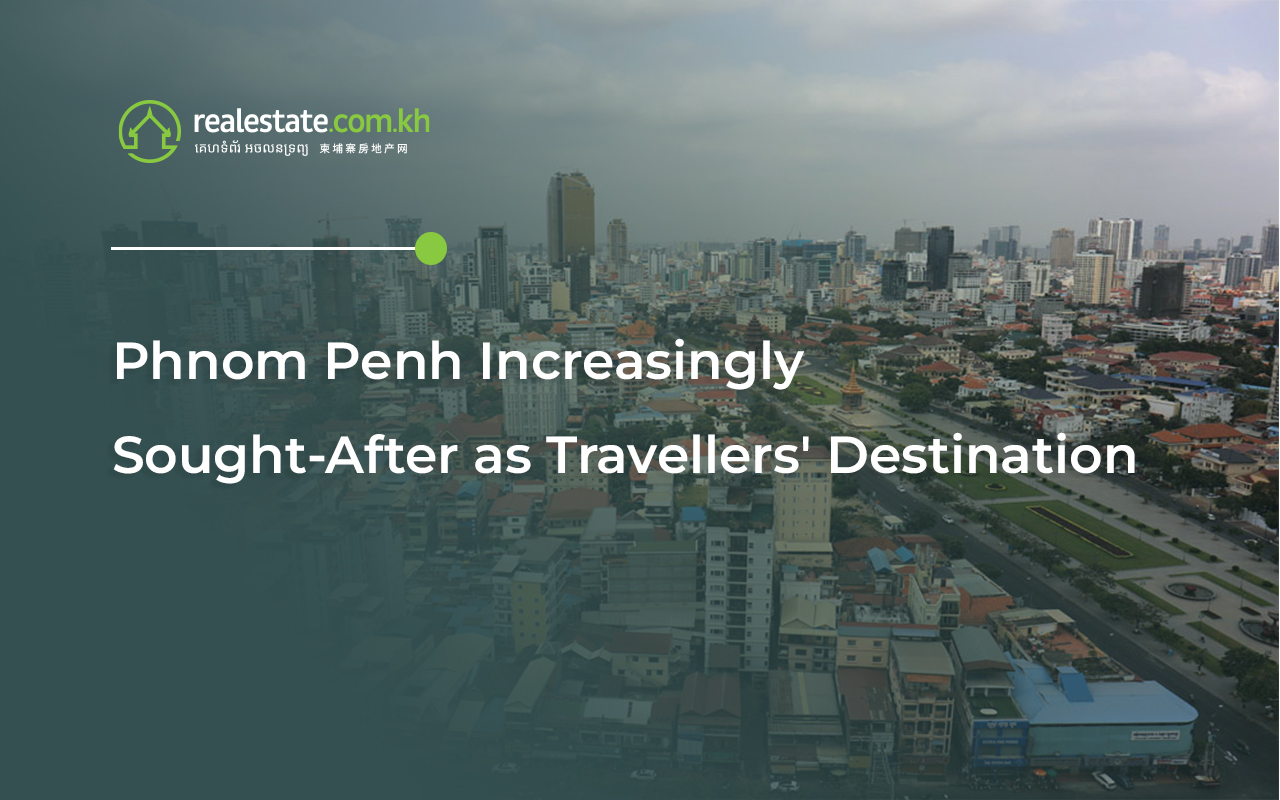 realestate.com.kh
គេហទំព័រ អចលនទ្រព្យ 柬埔寨房地产网
Phnom Penh Increasingly
Sought-After as Travellers' Destination